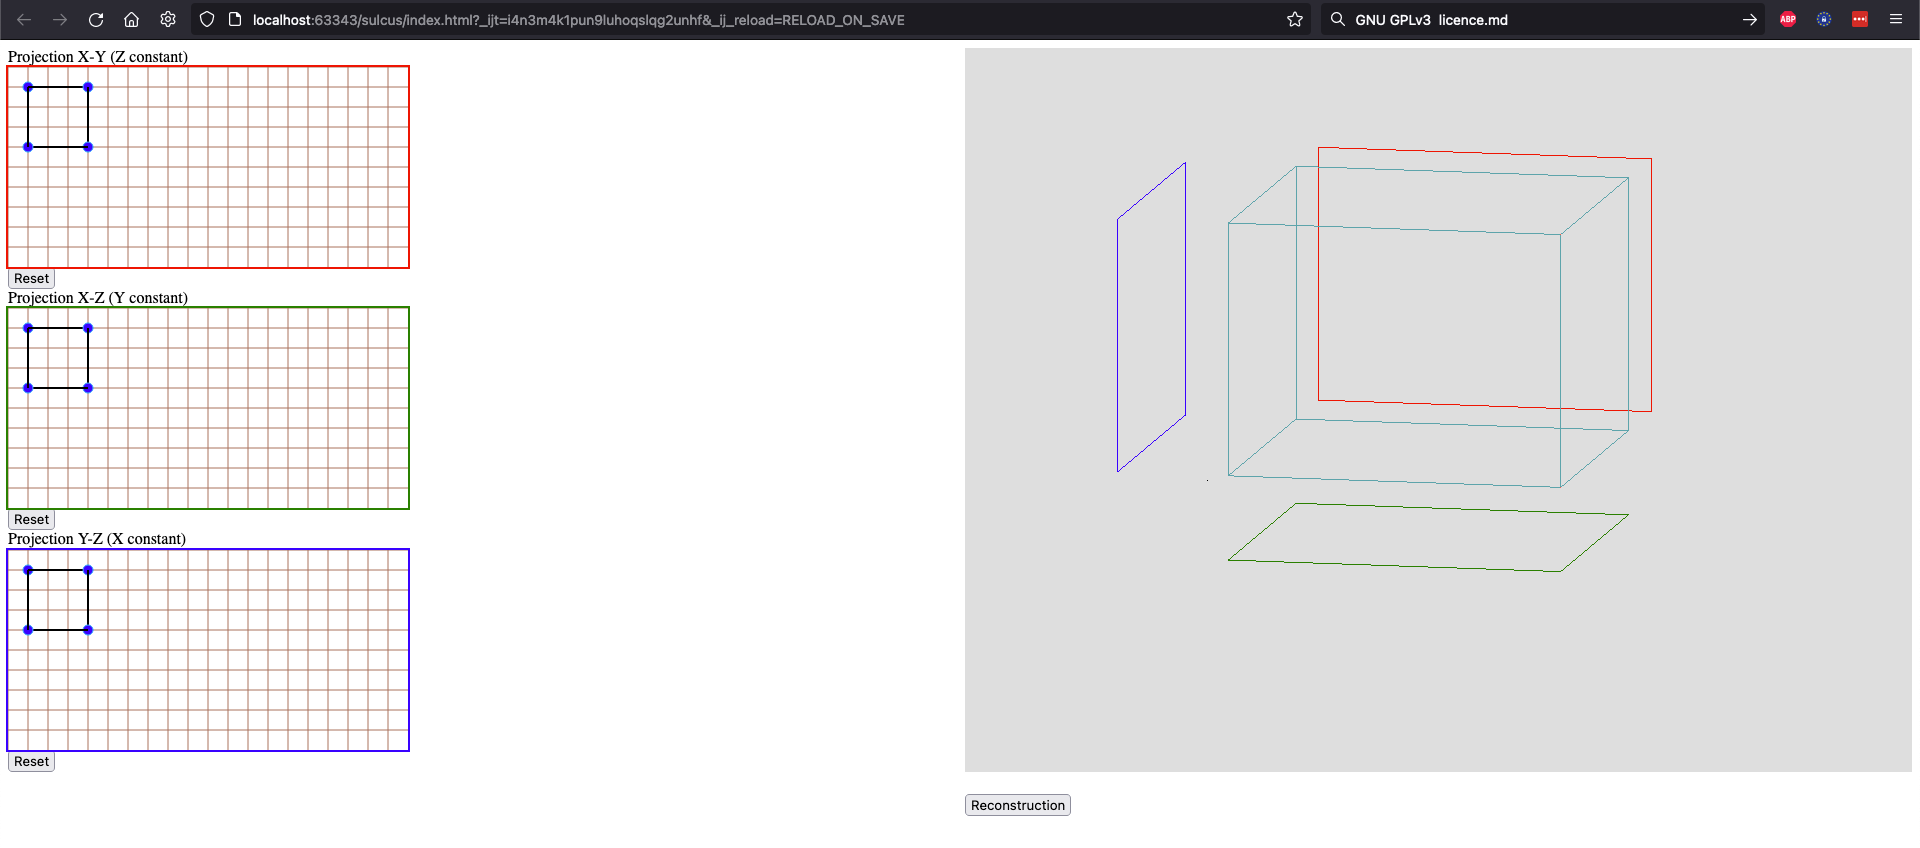 localhost:63343/sulcus/index.html?_ijt=i4n3m4k1pun9luhoqslqg2unhf&_ij_reload=RELOAD_ON_SAVE
GNU GPLv3 licence.md
ABP
Projection X-Y (Z constant)
Reset
Projection X-Z (Y constant)
Reset
Projection Y-Z (X constant)
Reset
Reconstruction